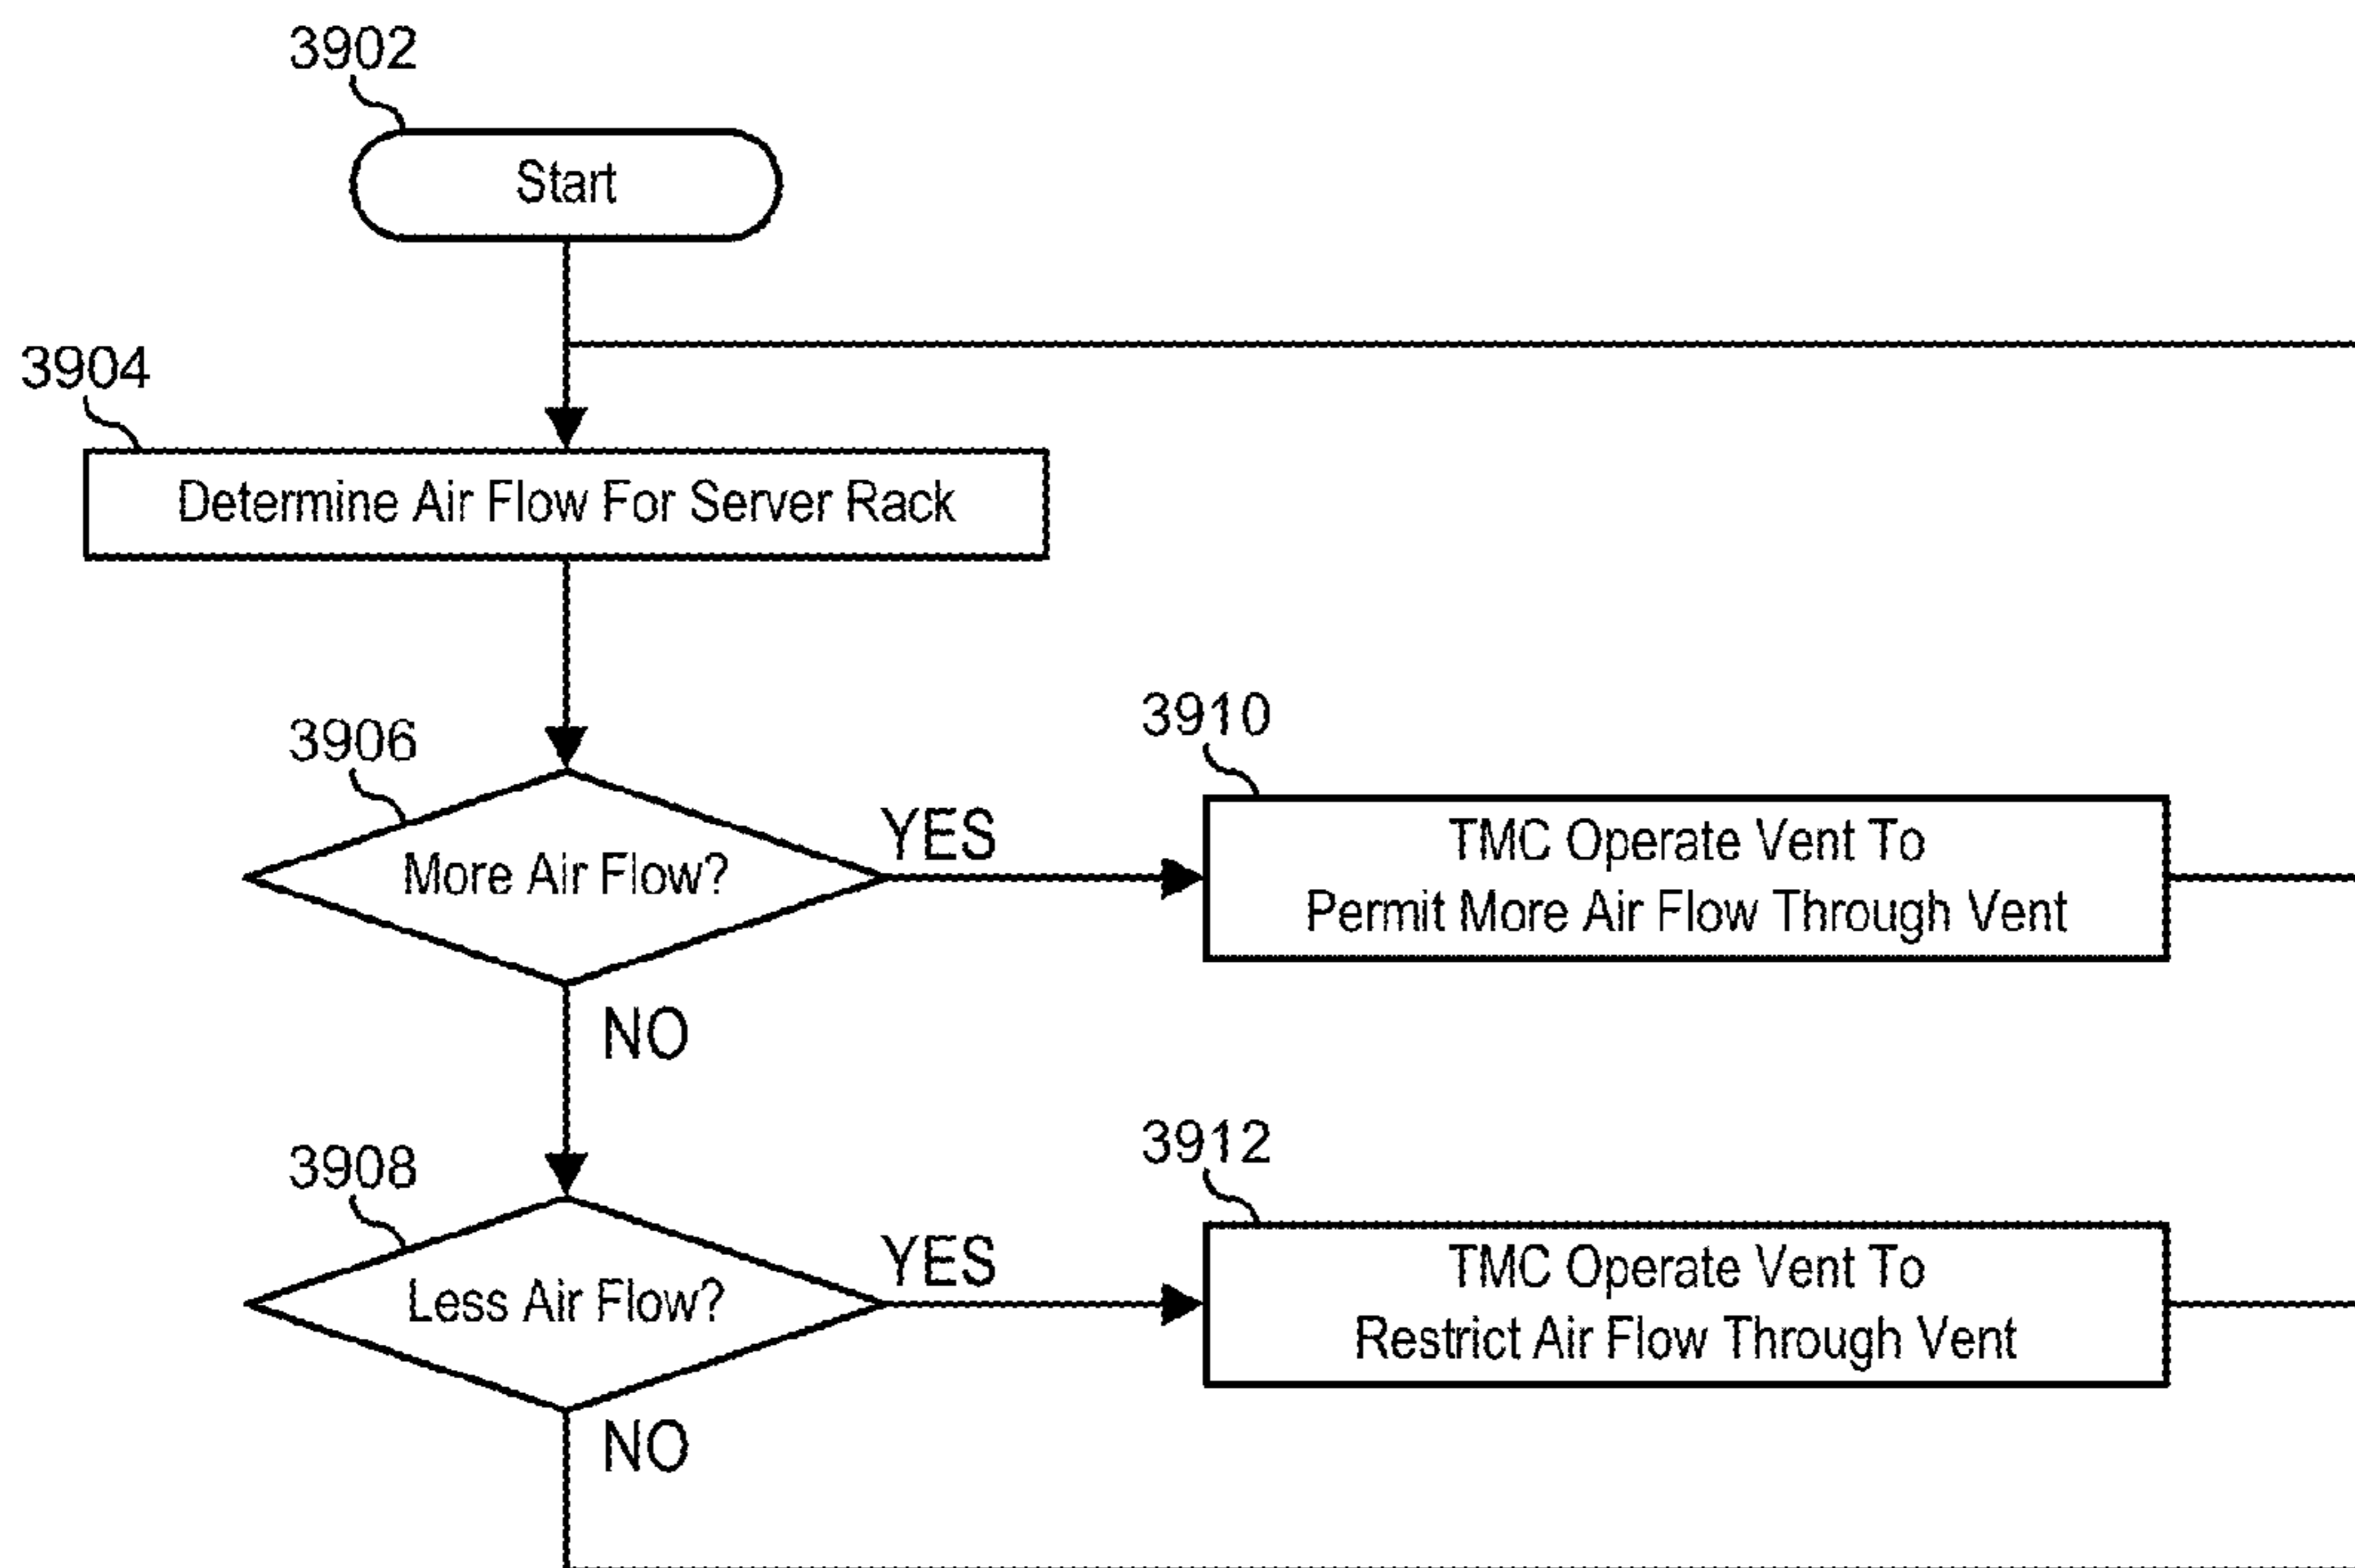 3902
Start
3904
Determine Air Flow For Server Rack
3906
More Air Flow?
YES
3910
TMC Operate Vent To
Permit More Air Flow Through Vent
NO
3908
Less Air Flow?
YES
3912
TMC Operate Vent To
Restrict Air Flow Through Vent
NO